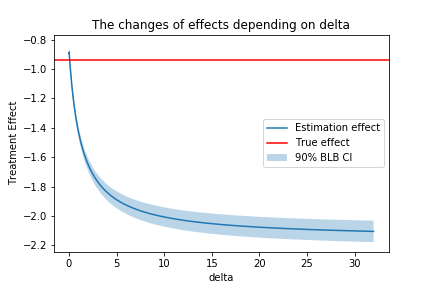 The changes of effects depending on delta
Treatment Effect
−0.8
−1.0
−1.2
−1.4
−1.6
−1.8
−2.0
−2.2
Estimation effect
True effect
90% BLB CI
0 5 10 15 20 25 30
delta